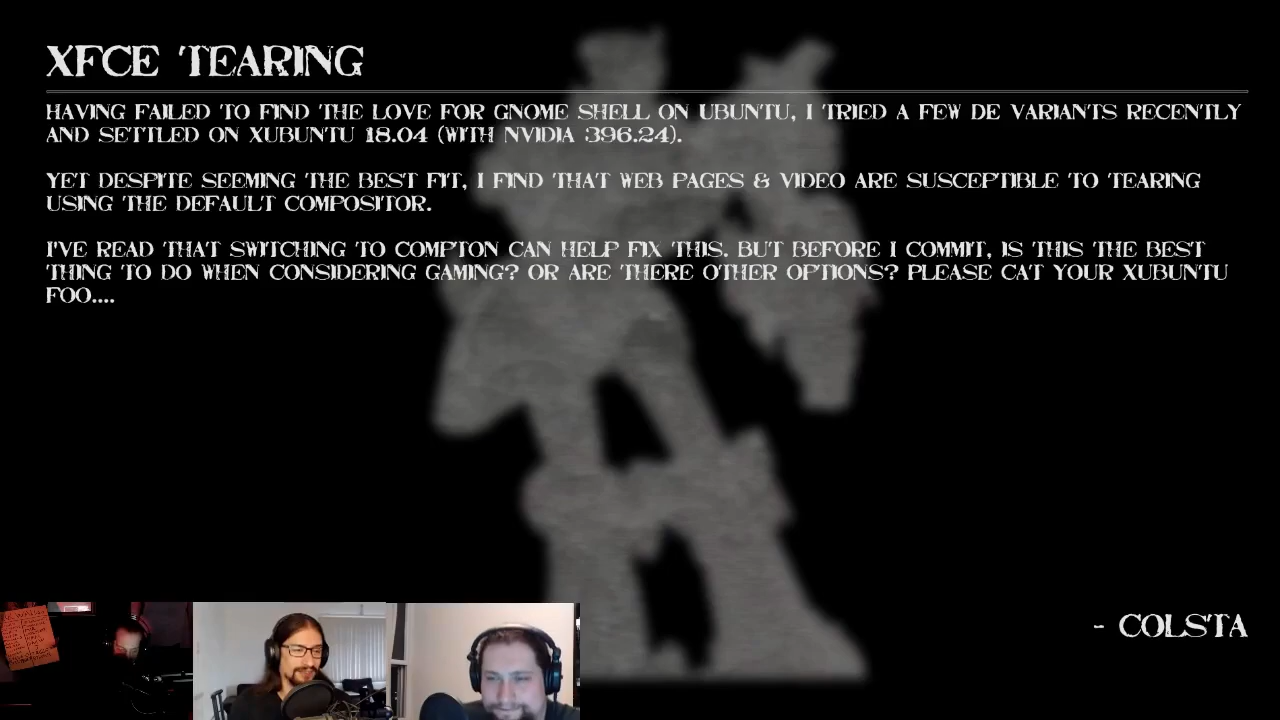 XFCE TEARING
HAVING FAILED TO FIND THE LOVE FOR GNOME SHELL ON UBUNTU, I TRIED A FEW DE VARIANTS RECENTLY
AND SETTLED ON XUBUNTU 18.04 (WITH NVIDIA 396.24).
YET DESPITE SEEMING THE BEST FIT, I FIND THAT WEB PAGES & VIDEO ARE SUSCEPTIBLE TO TEARING
USING THE DEFAULT COMPOSITOR.
I'VE READ THAT SWITCHING TO COMPTON CAN HELP FIX THIS. BUT BEFORE I COMMIT, IS THIS THE BEST
THING TO DO WHEN CONSIDERING GAMING? OR ARE THERE OTHER OPTIONS? PLEASE CAT YOUR XUBUNTU
FOO....
- COLSTA